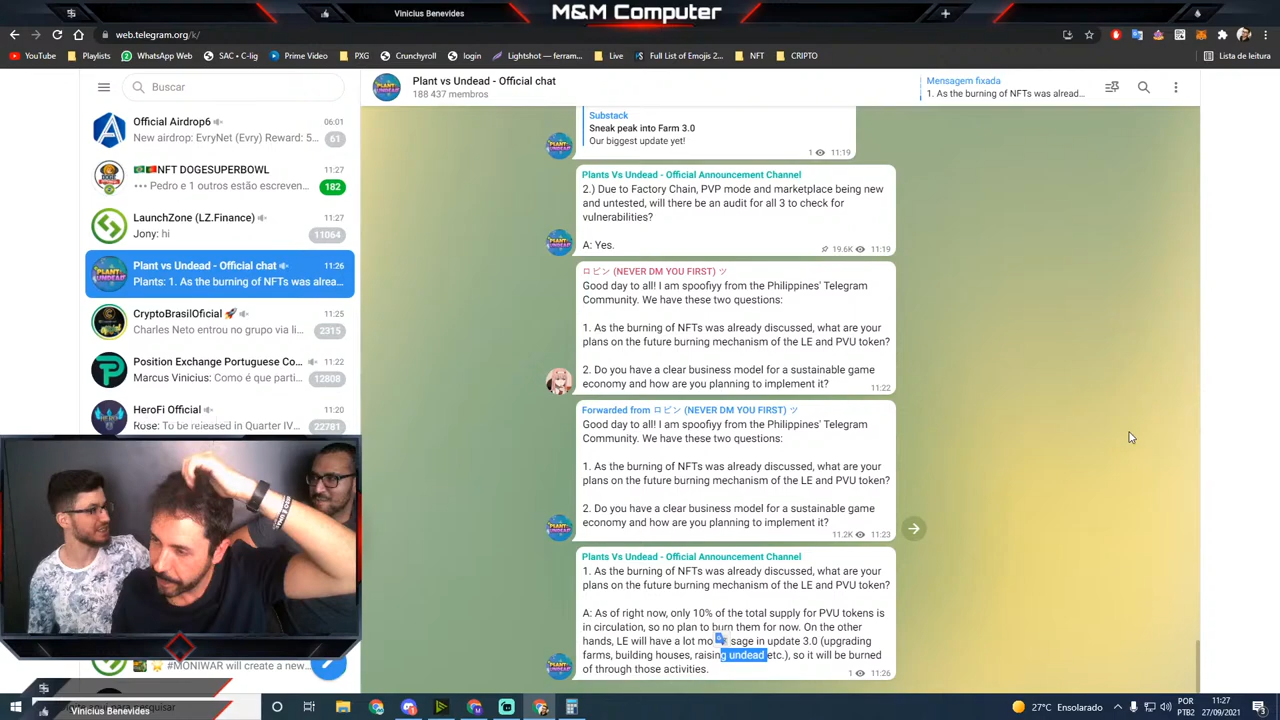 Vinicius Benevides
M&M Computer
web.telegram.org/k/
YouTube
Playlists
WhatsApp Web
SAC • C-lig
Prime Video
PXG
Crunchyroll
login
Lightshot — ferram...
Live
Full List of Emojis 2...
NFT
CRIPTO
Lista de leitura
Buscar
Plant vs Undead - Official chat
188 437 membros
Mensagem fixada
1. As the burning of NFTs was alread...
Official Airdrop6
06:01
New airdrop: EvryNet (Evry) Reward: 5...
61
NFT DOGESUPERBOWL
11:27
Pedro e 1 outros estão escreven...
182
LaunchZone (LZ.Finance)
11:27
Jony: hi
11064
Plant vs Undead - Official chat
11:26
Plants: 1. As the burning of NFTs was alrea...
CryptoBrasilOficial 🚀
11:25
Charles Neto entrou no grupo via li...
2315
Position Exchange Portuguese Co...
11:22
Marcus Vinicius: Como é que parti...
12808
HeroFi Official
11:20
Rose: To be released in Quarter IV...
22781
#MONIWAR will create a new...
Substack
Sneak peak into Farm 3.0
Our biggest update yet!
1 11:19
Plants Vs Undead - Official Announcement Channel
2.) Due to Factory Chain, PVP mode and marketplace being new
and untested, will there be an audit for all 3 to check for
vulnerabilities?
A: Yes.
19.6K 11:19
ロビン (NEVER DM YOU FIRST) ツ
Good day to all! I am spoofiyy from the Philippines' Telegram
Community. We have these two questions:
1. As the burning of NFTs was already discussed, what are your
plans on the future burning mechanism of the LE and PVU token?
2. Do you have a clear business model for a sustainable game
economy and how are you planning to implement it?
11:22
Forwarded from ロビン (NEVER DM YOU FIRST) ツ
Good day to all! I am spoofiyy from the Philippines' Telegram
Community. We have these two questions:
1. As the burning of NFTs was already discussed, what are your
plans on the future burning mechanism of the LE and PVU token?
2. Do you have a clear business model for a sustainable game
economy and how are you planning to implement it?
11.2K 11:23
Plants Vs Undead - Official Announcement Channel
1. As the burning of NFTs was already discussed, what are your
plans on the future burning mechanism of the LE and PVU token?
A: As of right now, only 10% of the total supply for PVU tokens is
in circulation, so no plan to burn them for now. On the other
hands, LE will have a lot mo sage in update 3.0 (upgrading
farms, building houses, raising undead etc.), so it will be burned
of through those activities.
1 11:26
Vinicius Benevides
pesquisar
27°C Ensolarado
POR
PTB2
11:27
27/09/2021